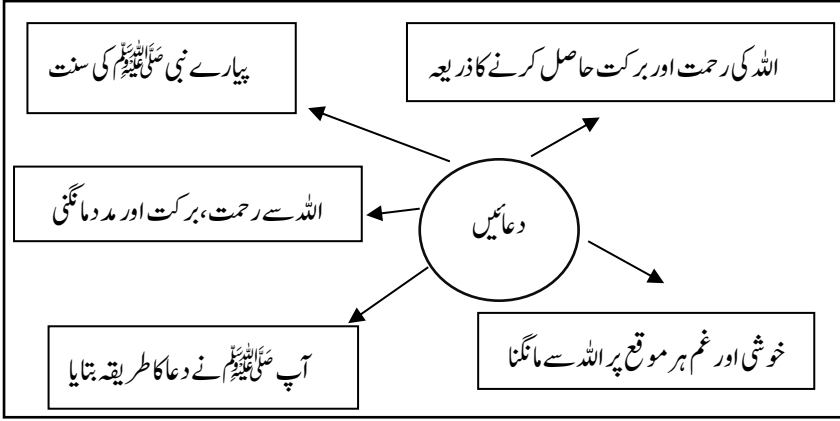 اللہ کی رحمت اور برکت حاصل کرنے کا ذریعہ
پیارے نبی ﷺ کی سنت
اللہ سے رحمت، برکت اور مدد مانگنی
دعائیں
خوشی اور غم ہر موقع پر اللہ سے مانگنا
آپ ﷺ نے دعا کا طریقہ بتایا